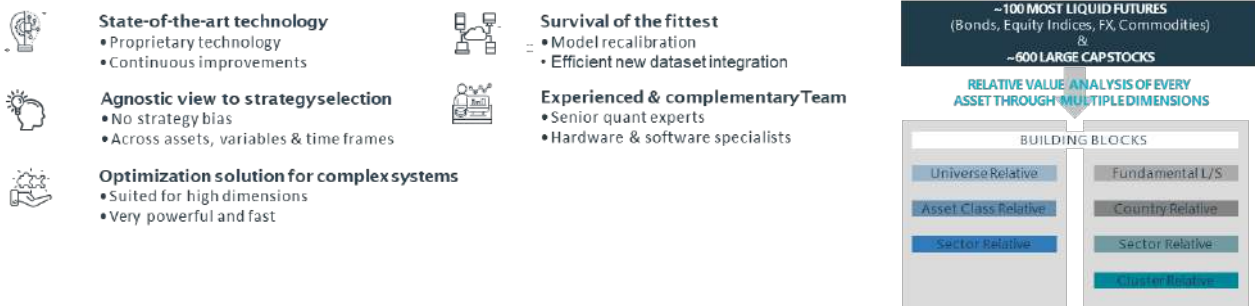 State-of-the-art technology
• Proprietary technology
• Continuous improvements
Agnostic view to strategy selection
• No strategy bias
• Across assets, variables & time frames
Optimization solution for complex systems
• Suited for high dimensions
• Very powerful and fast
Survival of the fittest
• Model recalibration
• Efficient new dataset integration
Experienced & complementary Team
• Senior quant experts
• Hardware & software specialists
~100 MOST LIQUID FUTURES
(Bonds, Equity Indices, FX, Commodities)
&
~600 LARGE CAP STOCKS
RELATIVE VALUE ANALYSIS OF EVERY
ASSET THROUGH MULTIPLE DIMENSIONS
BUILDING BLOCKS
Universe Relative
Asset Class Relative
Sector Relative
Fundamental L/S
Country Relative
Sector Relative
Cluster Relative